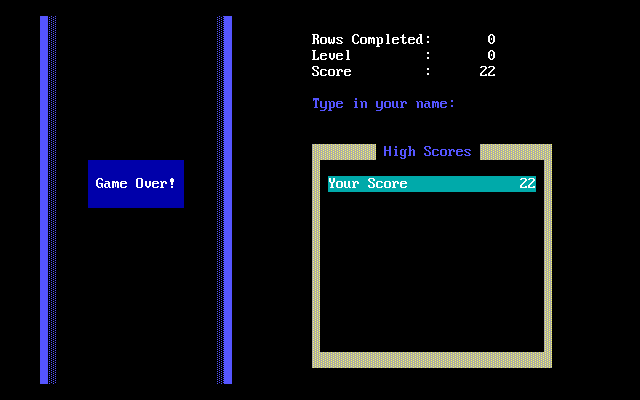 Rows Completed: 0
Level : 0
Score : 22
Type in your name:
High Scores
Your Score 22
Game Over!